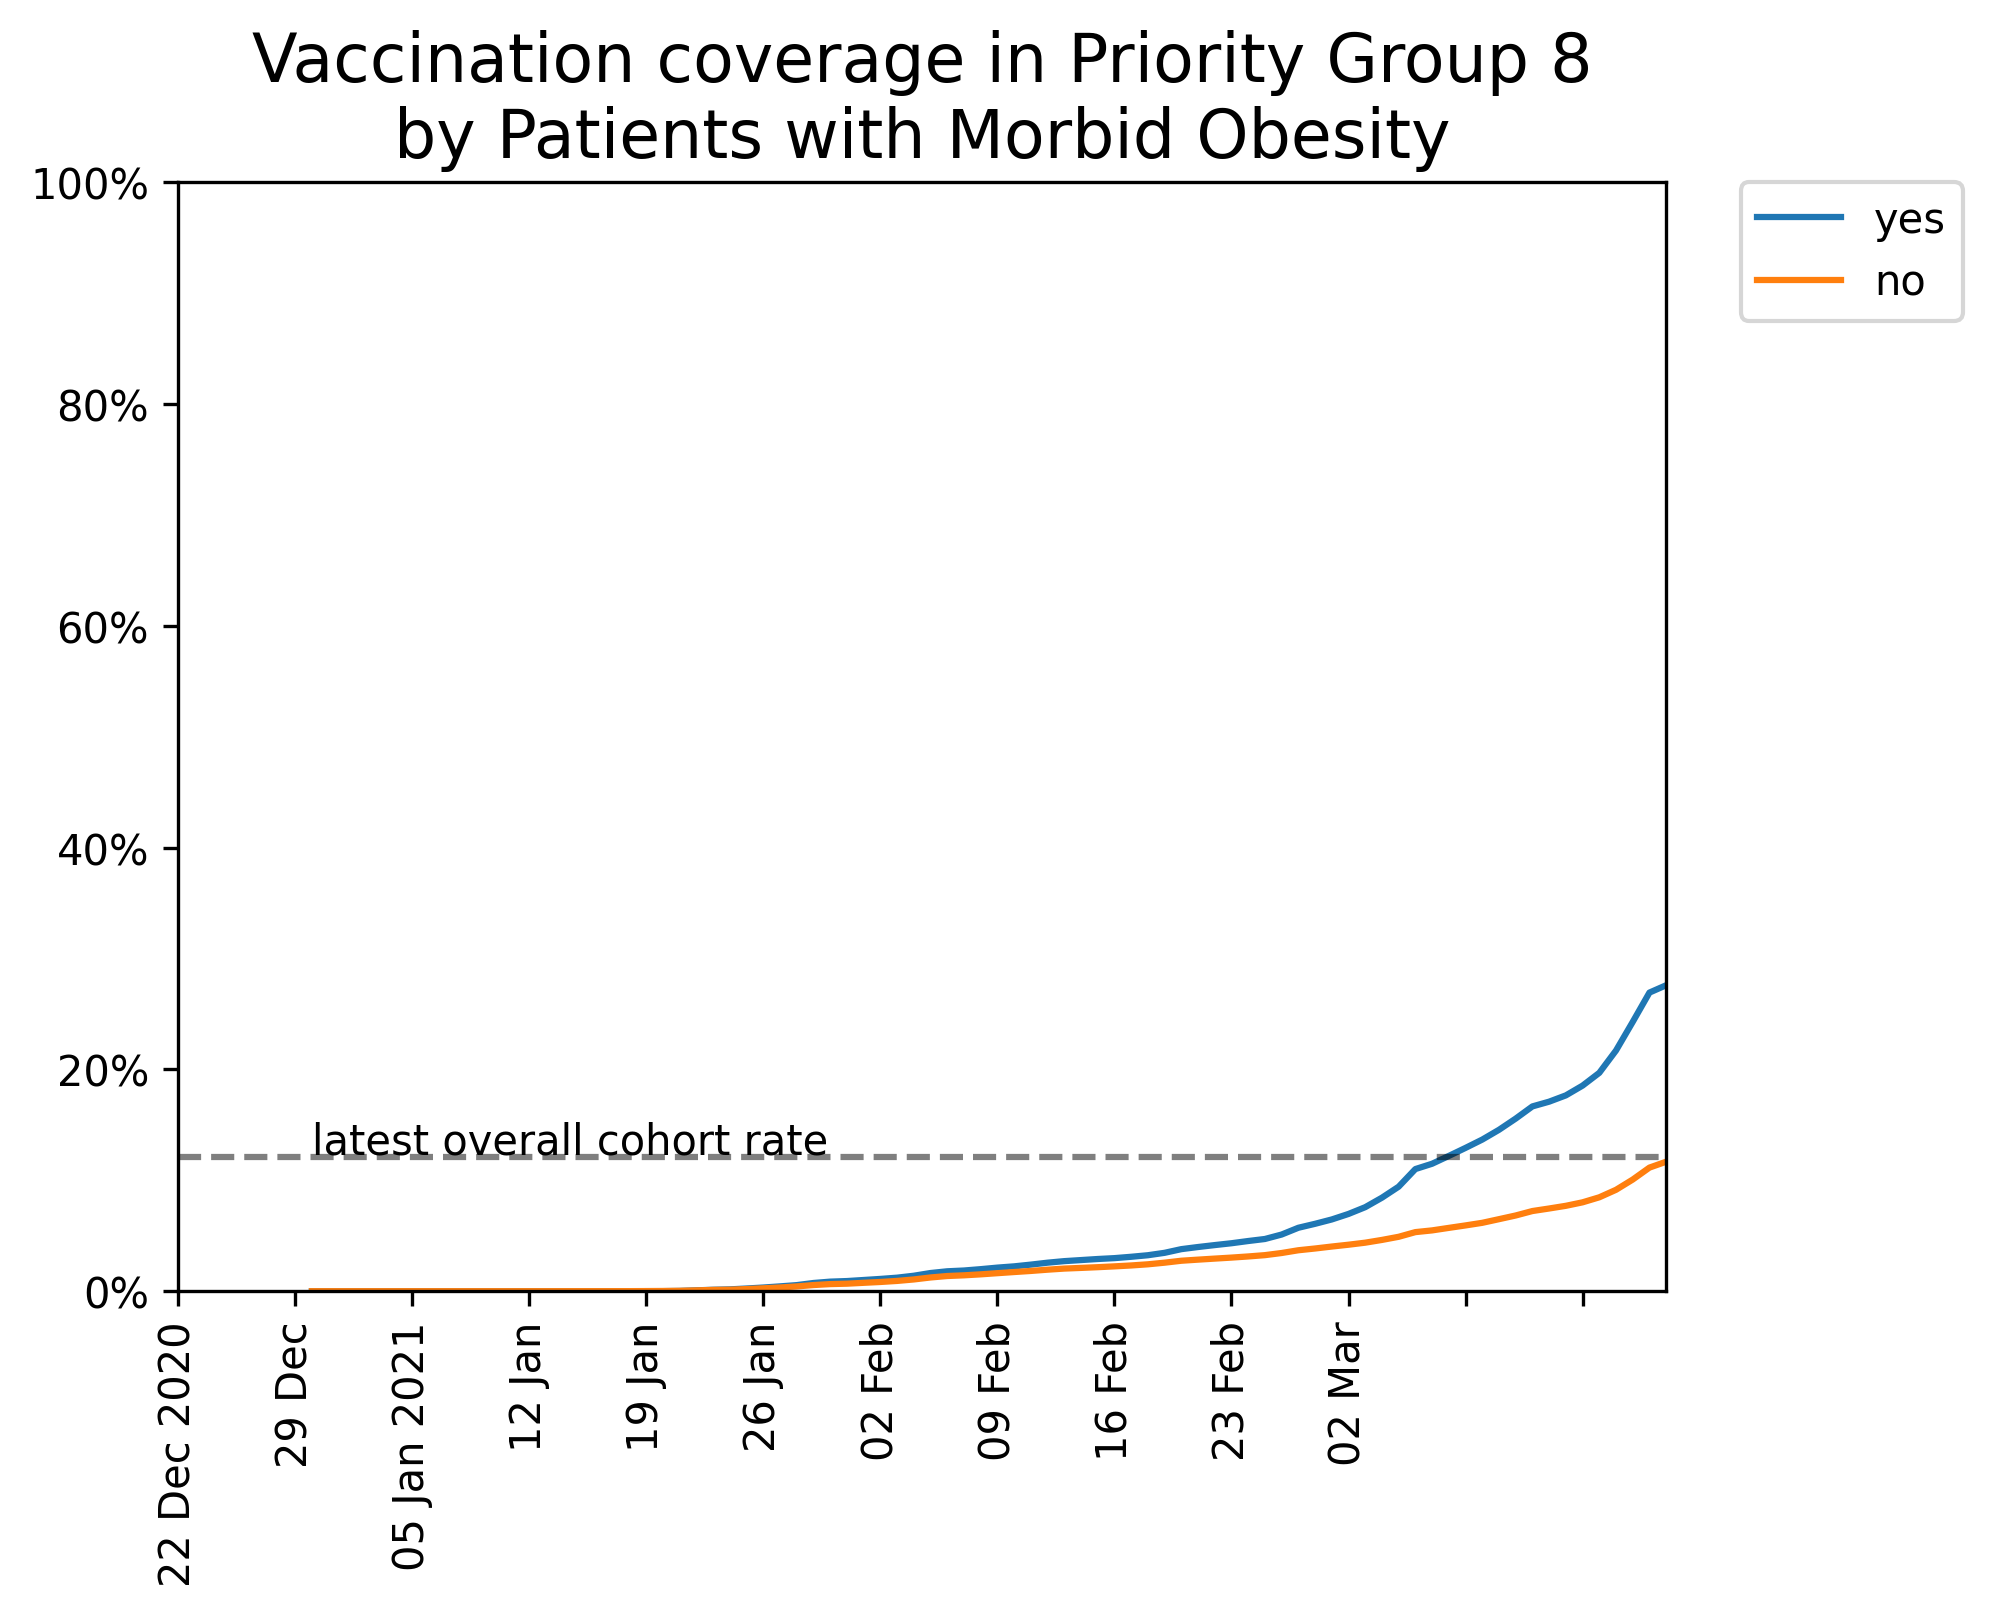 Vaccination coverage in Priority Group 8
by Patients with Morbid Obesity
100%
80%
60%
40%
20%
0%
latest overall cohort rate
yes
no
22 Dec 2020
29 Dec
05 Jan 2021
12 Jan
19 Jan
26 Jan
02 Feb
09 Feb
16 Feb
23 Feb
02 Mar